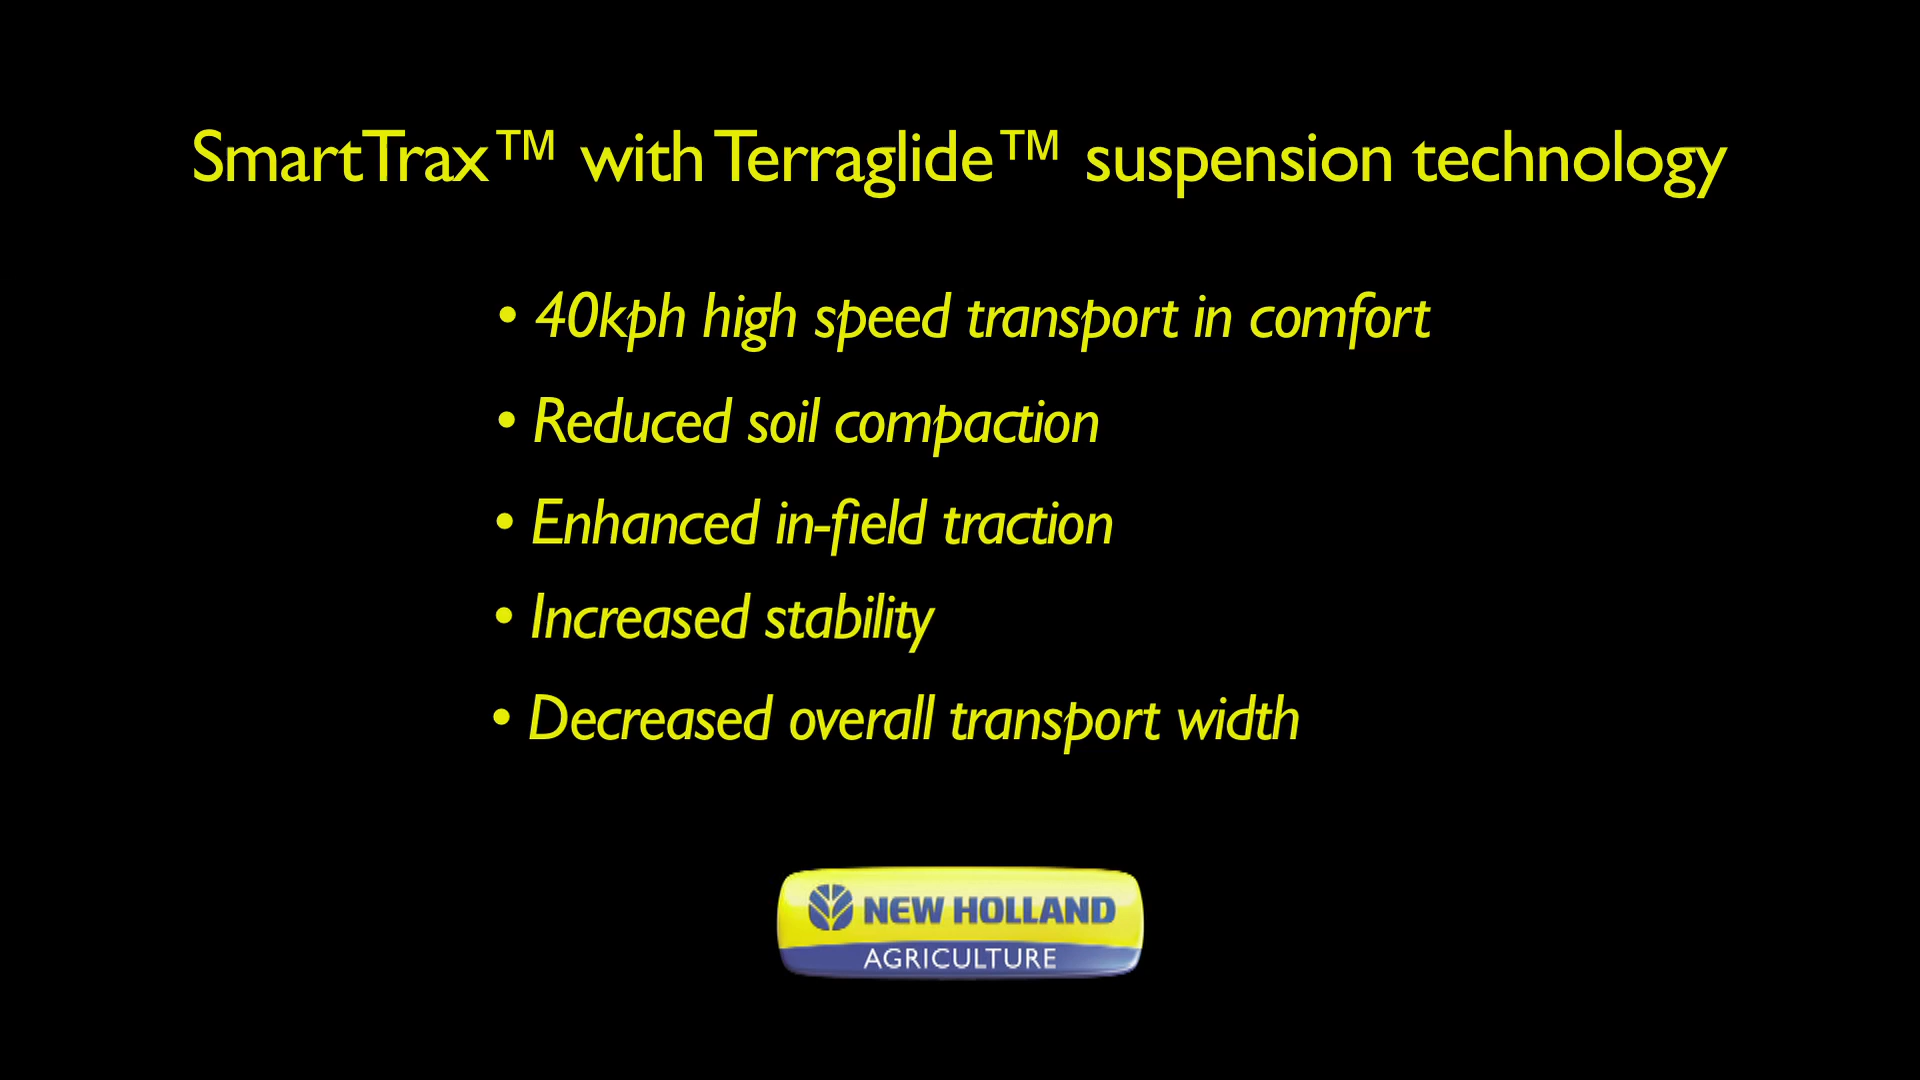 SmartTrax™ with Terraglide™ suspension technology
• 40kph high speed transport in comfort
• Reduced soil compaction
• Enhanced in-field traction
• Increased stability
• Decreased overall transport width
NEW HOLLAND
AGRICULTURE